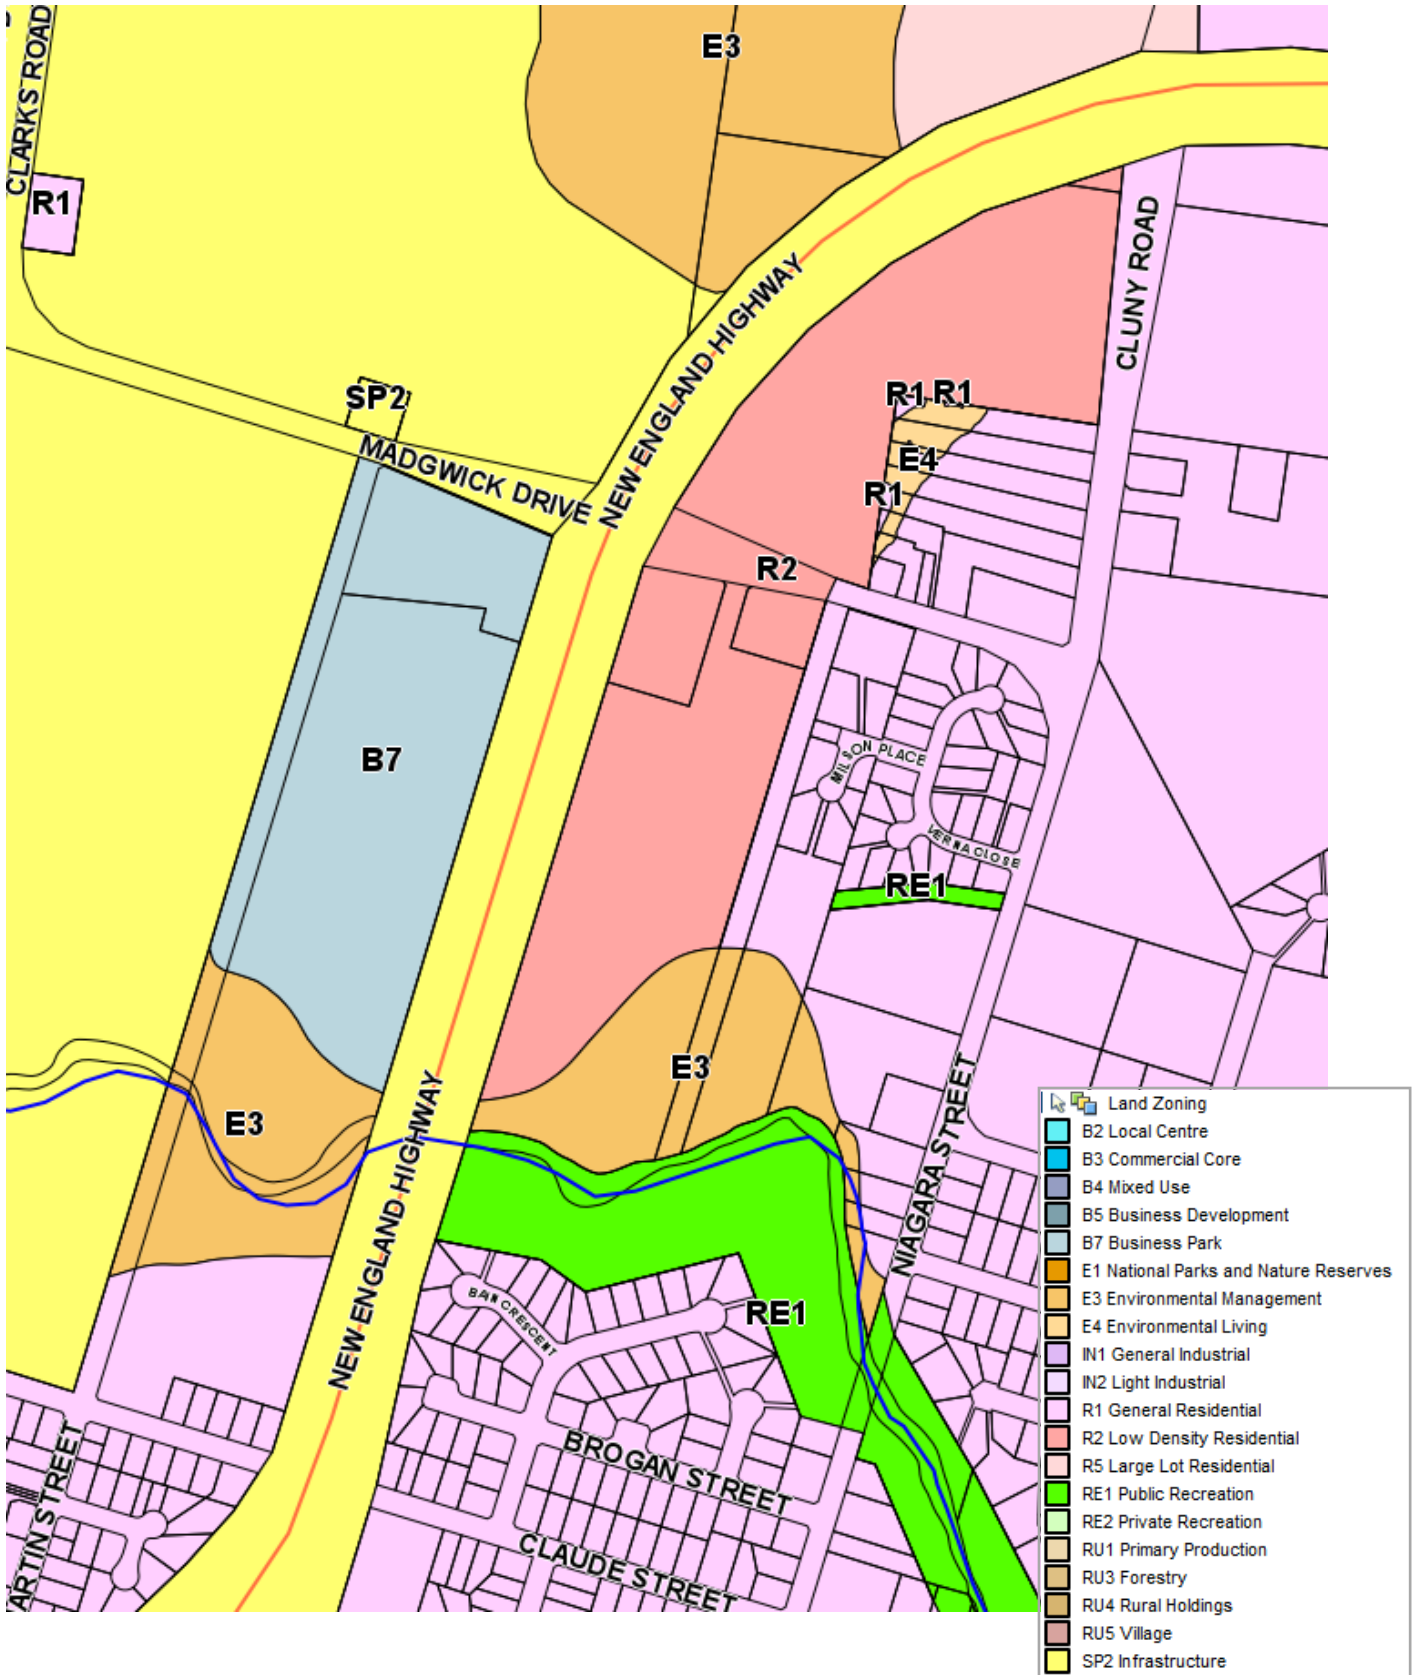 CLARKS ROAD
E3
R1
NEW ENGLAND HIGHWAY
CLUNY ROAD
SP2
MADGWICK DRIVE
R1 R1
E4
R1
R2
B7
MILSON PLACE
VERNA CLOSE
RE1
E3
E3
NEW ENGLAND HIGHWAY
NIAGARA STREET
RE1
BROGAN STREET
CLAUDE STREET
ARTIN STREET
Land Zoning
B2 Local Centre
B3 Commercial Core
B4 Mixed Use
B5 Business Development
B7 Business Park
E1 National Parks and Nature Reserves
E3 Environmental Management
E4 Environmental Living
IN1 General Industrial
IN2 Light Industrial
R1 General Residential
R2 Low Density Residential
R5 Large Lot Residential
RE1 Public Recreation
RE2 Private Recreation
RU1 Primary Production
RU3 Forestry
RU4 Rural Holdings
RU5 Village
SP2 Infrastructure